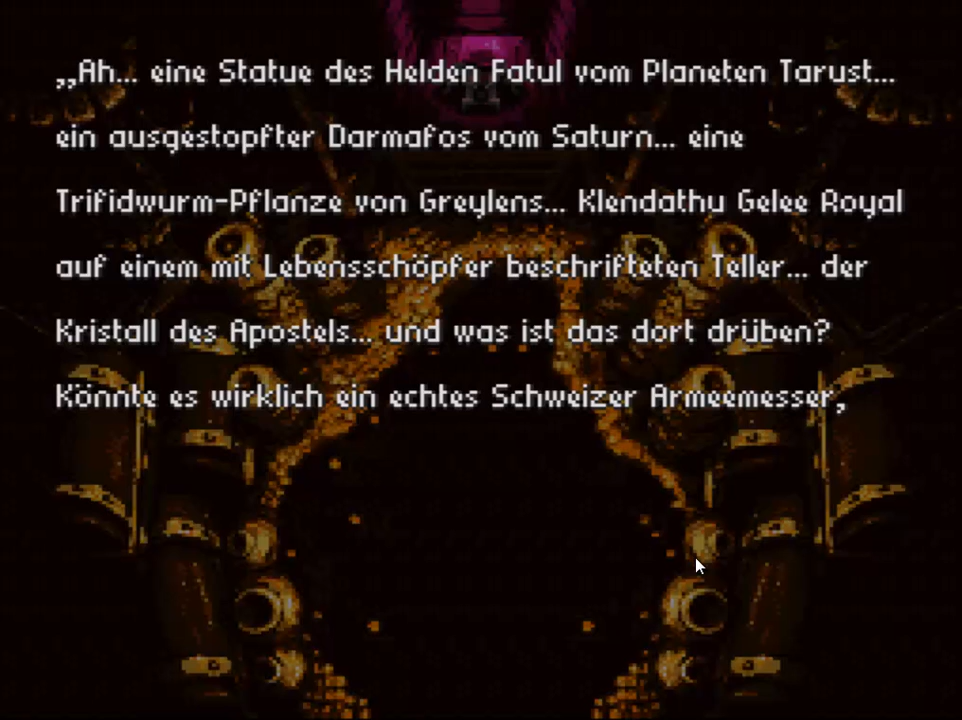 „Ah... eine Statue des Helden Fatul vom Planeten Tarust...
ein ausgestopfter Darmafos vom Saturn... eine
Trifidwurm-Pflanze von Greylens... Klendathu Gelee Royal
auf einem mit Lebensschöpfer beschrifteten Teller... der
Kristall des Apostels... und was ist das dort drüben?
Könnte es wirklich ein echtes Schweizer Armeemesser,